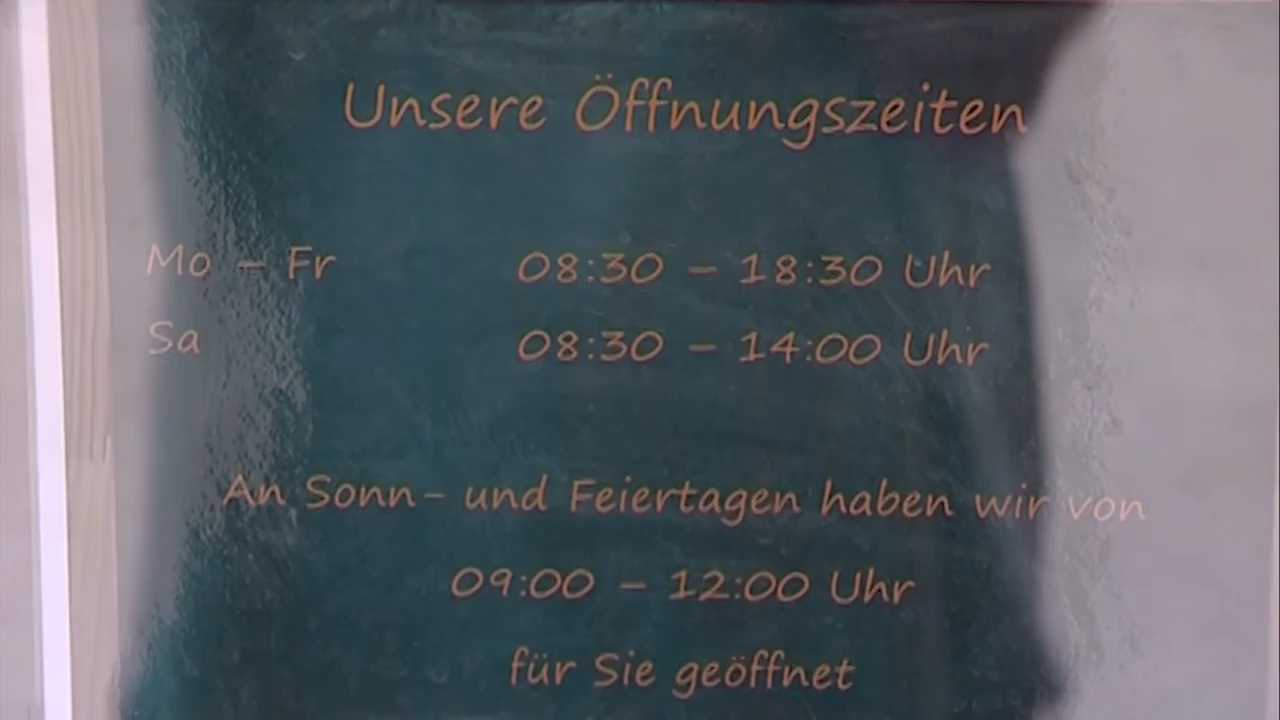 Unsere Öffnungszeiten
Mo – Fr 08:30 – 18:30 Uhr
Sa 08:30 – 14:00 Uhr
An Sonn- und Feiertagen haben wir von
09:00 – 12:00 Uhr
für Sie geöffnet